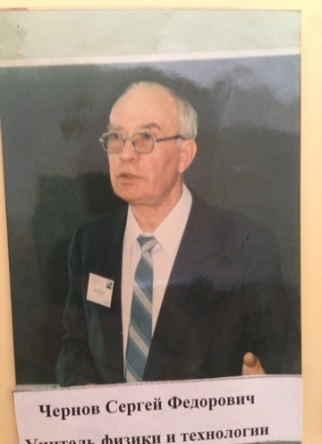 Чернов Сергей Федорович
Учитель физики и технологии